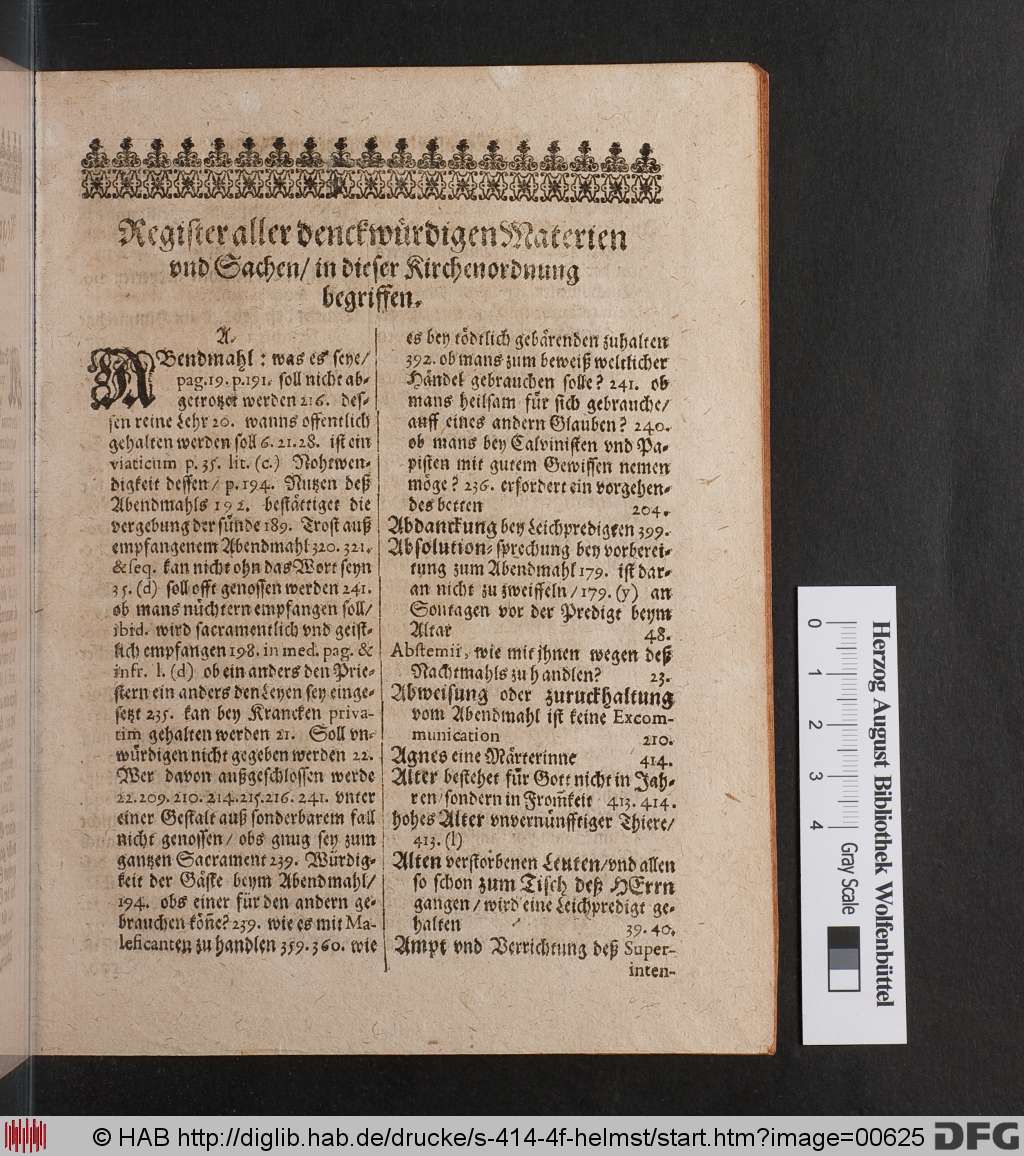 Register aller denckwürdigen Materien
vnd Sachen/ in dieser Kirchenordnung
begriffen.
A.
ABendmahl: was es seye/
pag.19. p.191. soll nicht ab-
getrotzet werden 216. des-
sen reine Lehr 20. wanns offentlich
gehalten werden soll 6. 21. 28. ist ein
viaticum p. 35. lit. (c.) Nohtwen-
digkeit dessen/ p. 194. Nutzen deß
Abendmahls 192. bestättiget die
vergebung der sünde 189. Trost auß
empfangenem Abendmahl 320. 321.
& seq. kan nicht ohn das Wort seyn
35. (d) soll offt genossen werden 241.
ob mans nüchtern empfangen soll/
ibid. wird sacramentlich vnd geist-
lich empfangen 198. in med. pag. &
infr. l. (d) ob ein anders den Prie-
stern ein anders den Leyen sey einge-
setzt 235. kan bey Krancken priva-
tim gehalten werden 21. Soll vn-
würdigen nicht gegeben werden 22.
Wer davon außgeschlossen werde
22. 209. 210. 214. 215. 216. 241. vnter
einer Gestalt auß sonderbarem fall
nicht genossen/ obs gnug sey zum
gantzen Sacrament 239. Würdig-
keit der Gäste beym Abendmahl/
194. obs einer für den andern ge-
brauchen köñe? 239. wie es mit Ma-
leficanten zu handlen 359. 360. wie
es bey tödtlich gebärenden zuhalten
392. ob mans zum beweiß weltlicher
Händel gebrauchen solle? 241. ob
mans heilsam für sich gebrauche/
auff eines andern Glauben? 240.
ob mans bey Calvinisten vnd Pa-
pisten mit gutem Gewissen nemen
möge? 236. erfordert ein vorgehen-
des betten 204.
Abdanckung bey Leichpredigten 399.
Absolution-sprechung bey vorberei-
tung zum Abendmahl 179. ist dar-
an nicht zu zweiffeln/ 179. (y) an
Sontagen vor der Predigt beym
Altar 48.
Abstemii, wie mit jhnen wegen deß
Nachtmahls zu handlen? 23.
Abweisung oder zuruckhaltung
vom Abendmahl ist keine Excom-
munication 210.
Agnes eine Märterinne 414.
Alter bestehet für Gott nicht in Jah-
ren/ sondern in From̃keit 413. 414.
hohes Alter vnvernünfftiger Thiere/
413. (l)
Alten verstorbenen Leuten/ vnd allen
so schon zum Tisch deß HErrn
gangen/ wird eine Leichpredigt ge-
halten 39. 40.
Ampt vnd Verrichtung deß Super-
inten-
0 1 2 3 4
Gray Scale
Herzog August Bibliothek Wolfenbüttel
© HAB http://diglib.hab.de/drucke/s-414-4f-helmst/start.htm?image=00625
DFG